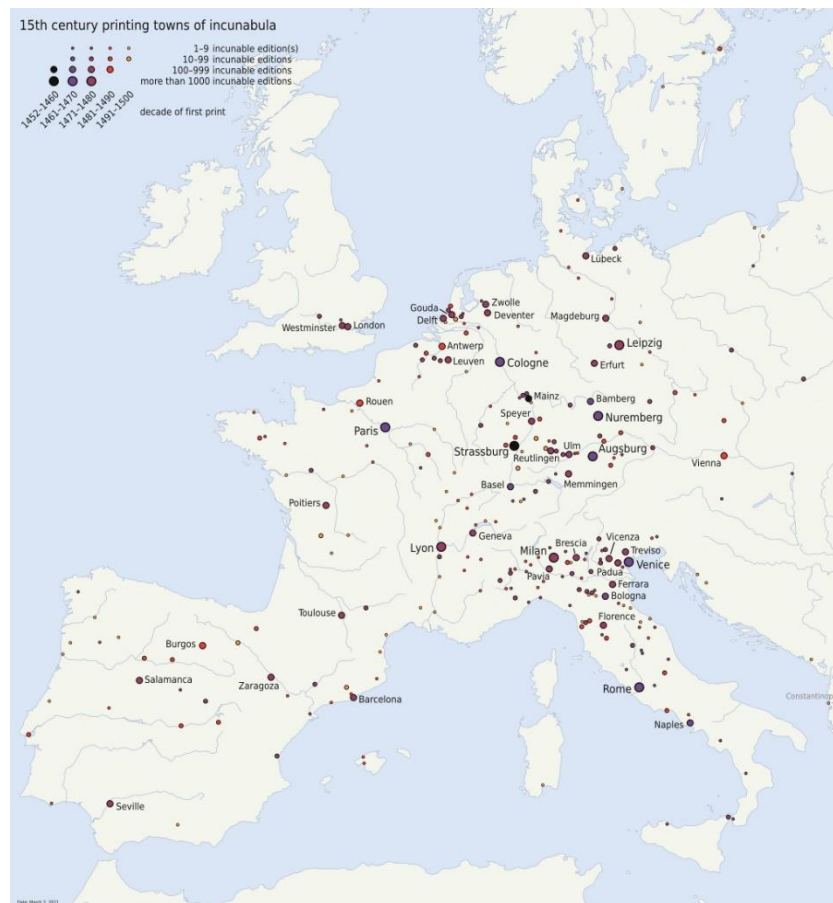 15th century printing towns of incunabula
1–9 incunable edition(s)
10–99 incunable editions
100–999 incunable editions
more than 1000 incunable editions
1452–1460
1461–1470
1471–1480
1481–1490
1491–1500
decade of first print
Lübeck
Gouda
Zwolle
Delft
Deventer
Magdeburg
Westminster
London
Antwerp
Leipzig
Leuven
Cologne
Erfurt
Mainz
Bamberg
Rouen
Speyer
Nuremberg
Paris
Strassburg
Ulm
Augsburg
Reutlingen
Vienna
Basel
Memmingen
Poitiers
Geneva
Brescia
Vicenza
Lyon
Milan
Treviso
Venice
Pavia
Padua
Ferrara
Bologna
Toulouse
Florence
Burgos
Salamanca
Zaragoza
Rome
Barcelona
Constantinop
Naples
Seville